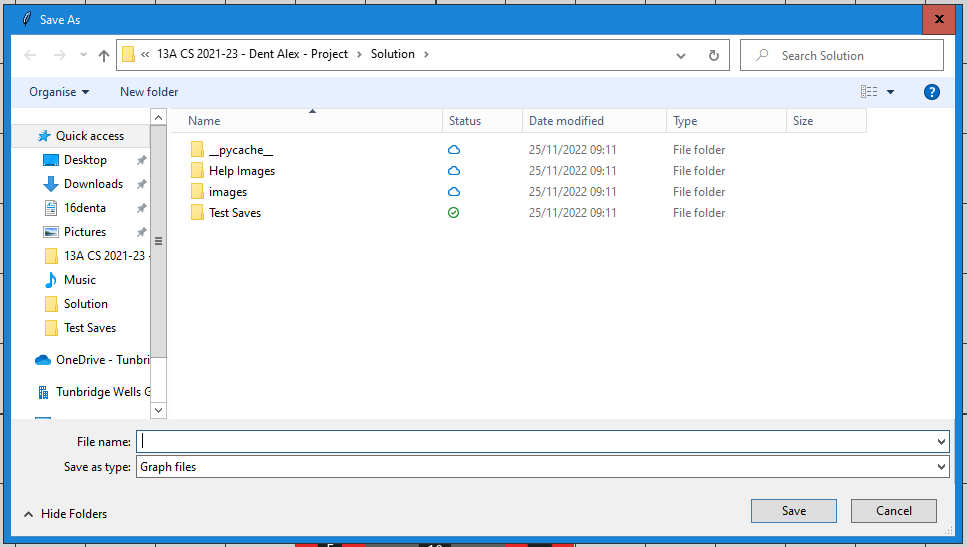 Save As
x
« 13A CS 2021-23 - Dent Alex - Project > Solution >
Search Solution
Organise
New folder
?
Name Status Date modified Type Size
__pycache__ 25/11/2022 09:11 File folder
Help Images 25/11/2022 09:11 File folder
images 25/11/2022 09:11 File folder
Test Saves 25/11/2022 09:11 File folder
Quick access
Desktop
Downloads
16denta
Pictures
13A CS 2021-23 -
Music
Solution
Test Saves
OneDrive - Tunbri
Tunbridge Wells G
File name:
Save as type: Graph files
Hide Folders
Save
Cancel